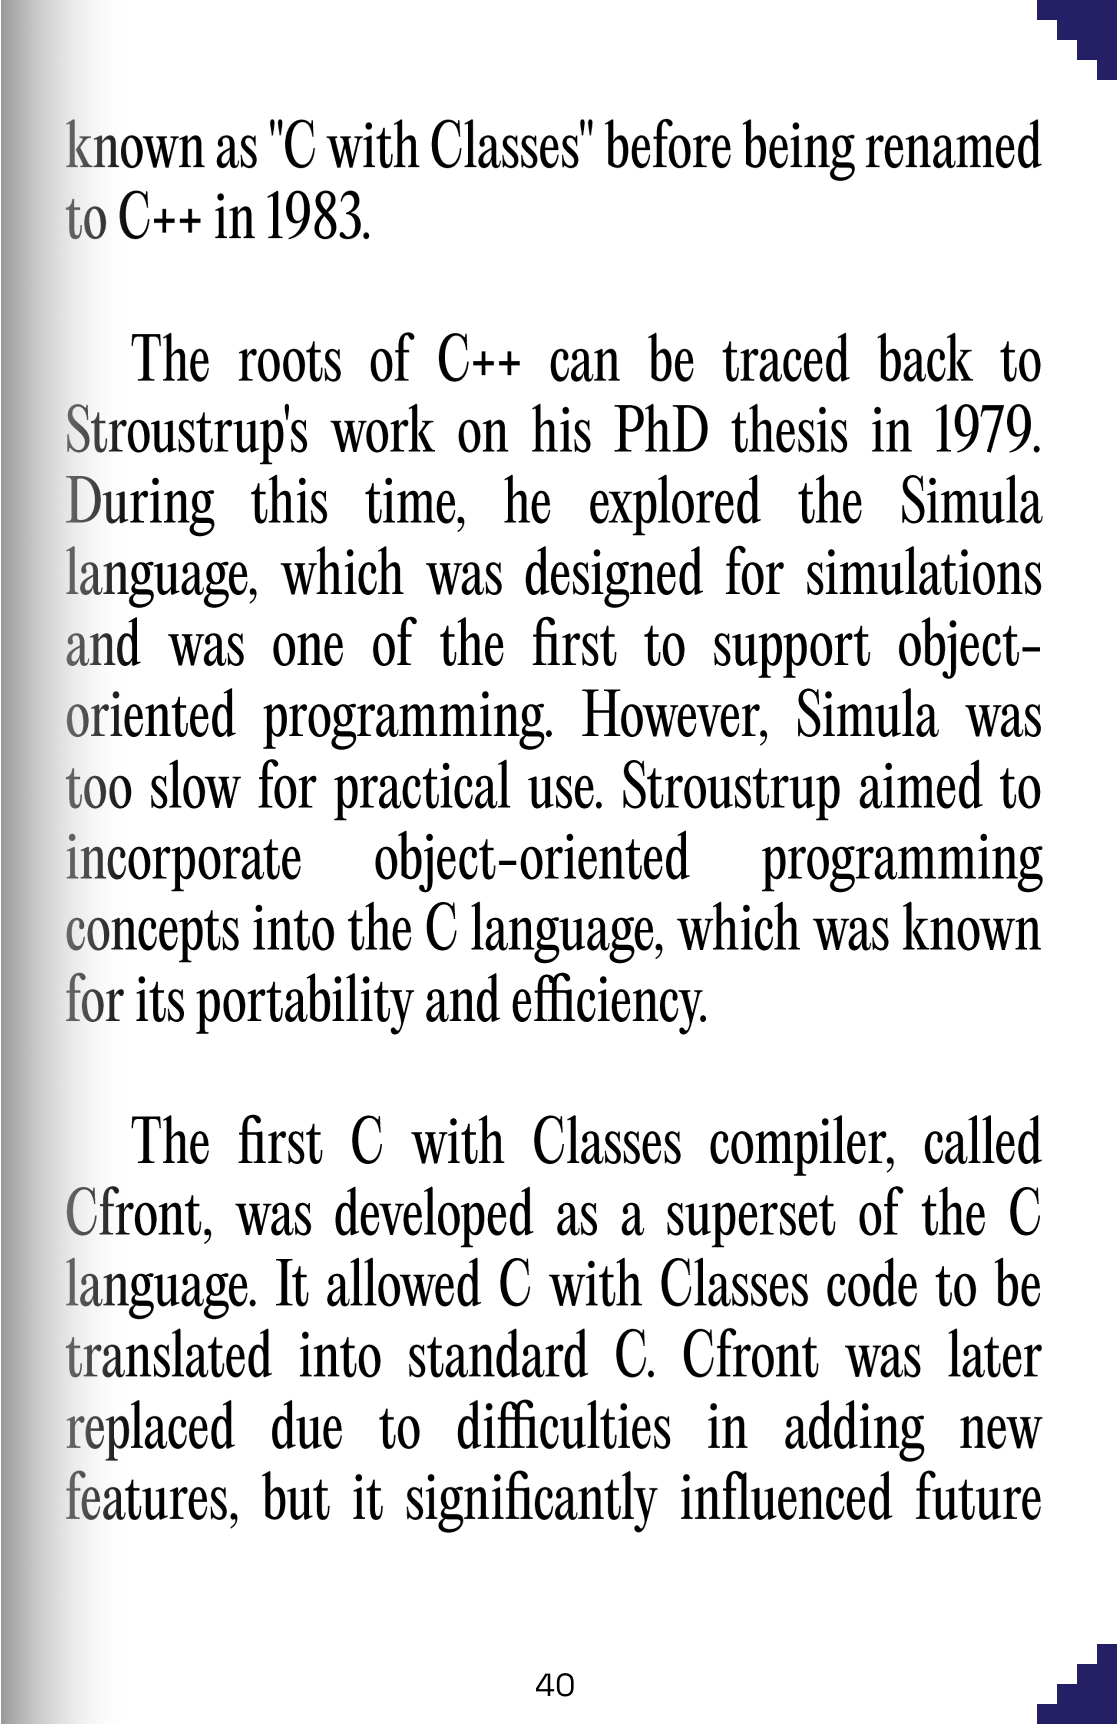 known as "C with Classes" before being renamed
to C++ in 1983.
The roots of C++ can be traced back to
Stroustrup's work on his PhD thesis in 1979.
During this time, he explored the Simula
language, which was designed for simulations
and was one of the first to support object-
oriented programming. However, Simula was
too slow for practical use. Stroustrup aimed to
incorporate object-oriented programming
concepts into the C language, which was known
for its portability and efficiency.
The first C with Classes compiler, called
Cfront, was developed as a superset of the C
language. It allowed C with Classes code to be
translated into standard C. Cfront was later
replaced due to difficulties in adding new
features, but it significantly influenced future
40